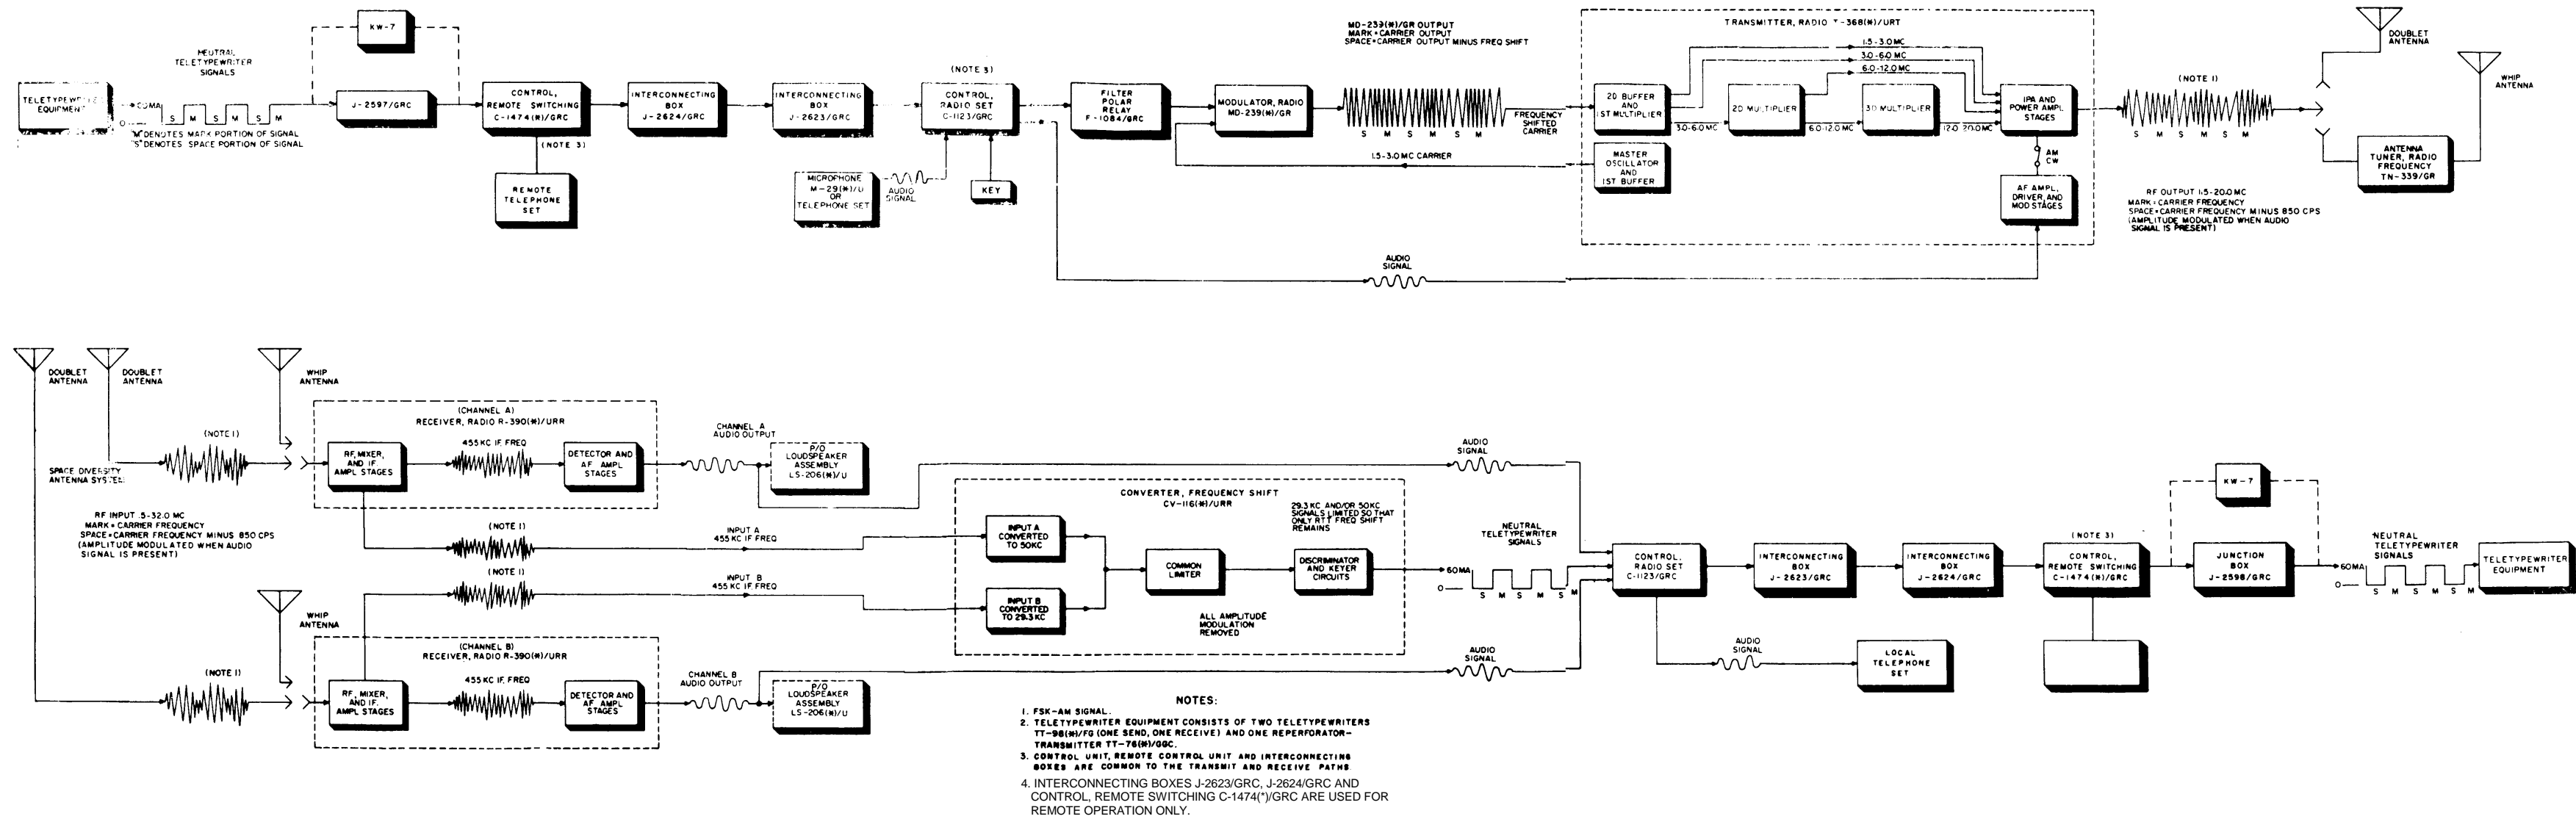 KW-7
NEUTRAL
TELETYPEWRITER
SIGNALS
TELETYPEWRITER
EQUIPMENT
60MA
O
S M S M S M
"M" DENOTES MARK PORTION OF SIGNAL
"S" DENOTES SPACE PORTION OF SIGNAL
J-2597/GRC
CONTROL,
REMOTE SWITCHING
C-1474(*)/GRC
(NOTE 3)
REMOTE
TELEPHONE
SET
INTERCONNECTING
BOX
J-2624/GRC
INTERCONNECTING
BOX
J-2623/GRC
(NOTE 3)
CONTROL,
RADIO SET
C-1123/GRC
MICROPHONE
M-29(*)/U
OR
TELEPHONE SET
AUDIO
SIGNAL
KEY
FILTER
POLAR
RELAY
F-1084/GRC
MODULATOR, RADIO
MD-239(*)/GR
MD-239(*)/GR OUTPUT
MARK=CARRIER OUTPUT
SPACE=CARRIER OUTPUT MINUS FREQ SHIFT
S M S M S M
FREQUENCY
SHIFTED
CARRIER
1.5-3.0 MC CARRIER
AUDIO
SIGNAL
TRANSMITTER, RADIO T-368(*)/URT
1.5-3.0 MC
3.0-6.0 MC
6.0-12.0 MC
2D BUFFER
AND
1ST MULTIPLIER
3.0-6.0 MC
2D MULTIPLIER
6.0-12.0 MC
3D MULTIPLIER
12.0-20.0 MC
IPA AND
POWER AMPL
STAGES
MASTER
OSCILLATOR
AND
1ST BUFFER
AM
CW
AF AMPL,
DRIVER, AND
MOD STAGES
(NOTE 1)
S M S M S M
RF OUTPUT 1.5-20.0 MC
MARK=CARRIER FREQUENCY
SPACE=CARRIER FREQUENCY MINUS 850 CPS
(AMPLITUDE MODULATED WHEN AUDIO
SIGNAL IS PRESENT)
DOUBLET
ANTENNA
WHIP
ANTENNA
ANTENNA
TUNER, RADIO
FREQUENCY
TN-339/GR
DOUBLET
ANTENNA
DOUBLET
ANTENNA
WHIP
ANTENNA
SPACE DIVERSITY
ANTENNA SYSTEM
(NOTE 1)
RF INPUT .5-32.0 MC
MARK=CARRIER FREQUENCY
SPACE=CARRIER FREQUENCY MINUS 850 CPS
(AMPLITUDE MODULATED WHEN AUDIO
SIGNAL IS PRESENT)
(CHANNEL A)
RECEIVER, RADIO R-390(*)/URR
RF, MIXER,
AND IF.
AMPL STAGES
455 KC IF. FREQ
DETECTOR AND
AF AMPL
STAGES
CHANNEL A
AUDIO OUTPUT
P/O
LOUDSPEAKER
ASSEMBLY
LS-206(*)/U
AUDIO
SIGNAL
(NOTE 1)
INPUT A
455 KC IF FREQ
(NOTE 1)
INPUT B
455 KC IF. FREQ
CONVERTER, FREQUENCY SHIFT
CV-116(*)/URR
INPUT A
CONVERTED
TO 50KC
INPUT B
CONVERTED
TO 29.3 KC
COMMON
LIMITER
29.3 KC AND/OR 50KC
SIGNALS LIMITED SO THAT
ONLY RTT FREQ SHIFT
REMAINS
DISCRIMINATOR
AND KEYER
CIRCUITS
ALL AMPLITUDE
MODULATION
REMOVED
NEUTRAL
TELETYPEWRITER
SIGNALS
60MA
O
S M S M S M
WHIP
ANTENNA
(NOTE 1)
(CHANNEL B)
RECEIVER, RADIO R-390(*)/URR
RF, MIXER,
AND IF.
AMPL STAGES
455 KC IF. FREQ
DETECTOR AND
AF AMPL
STAGES
CHANNEL B
AUDIO OUTPUT
P/O
LOUDSPEAKER
ASSEMBLY
LS-206(*)/U
AUDIO
SIGNAL
CONTROL,
RADIO SET
C-1123/GRC
AUDIO
SIGNAL
LOCAL
TELEPHONE
SET
INTERCONNECTING
BOX
J-2623/GRC
INTERCONNECTING
BOX
J-2624/GRC
(NOTE 3)
CONTROL,
REMOTE SWITCHING
C-1474(*)/GRC
KW-7
JUNCTION
BOX
J-2598/GRC
NEUTRAL
TELETYPEWRITER
SIGNALS
60MA
O
S M S M S M
TELETYPEWRITER
EQUIPMENT
NOTES:
1. FSK-AM SIGNAL.
2. TELETYPEWRITER EQUIPMENT CONSISTS OF TWO TELETYPEWRITERS
TT-98(*)/FG (ONE SEND, ONE RECEIVE) AND ONE REPERFORATOR-
TRANSMITTER TT-76(*)/GGC.
3. CONTROL UNIT, REMOTE CONTROL UNIT AND INTERCONNECTING
BOXES ARE COMMON TO THE TRANSMIT AND RECEIVE PATHS.
4. INTERCONNECTING BOXES J-2623/GRC, J-2624/GRC AND
CONTROL, REMOTE SWITCHING C-1474(*)/GRC ARE USED FOR
REMOTE OPERATION ONLY.